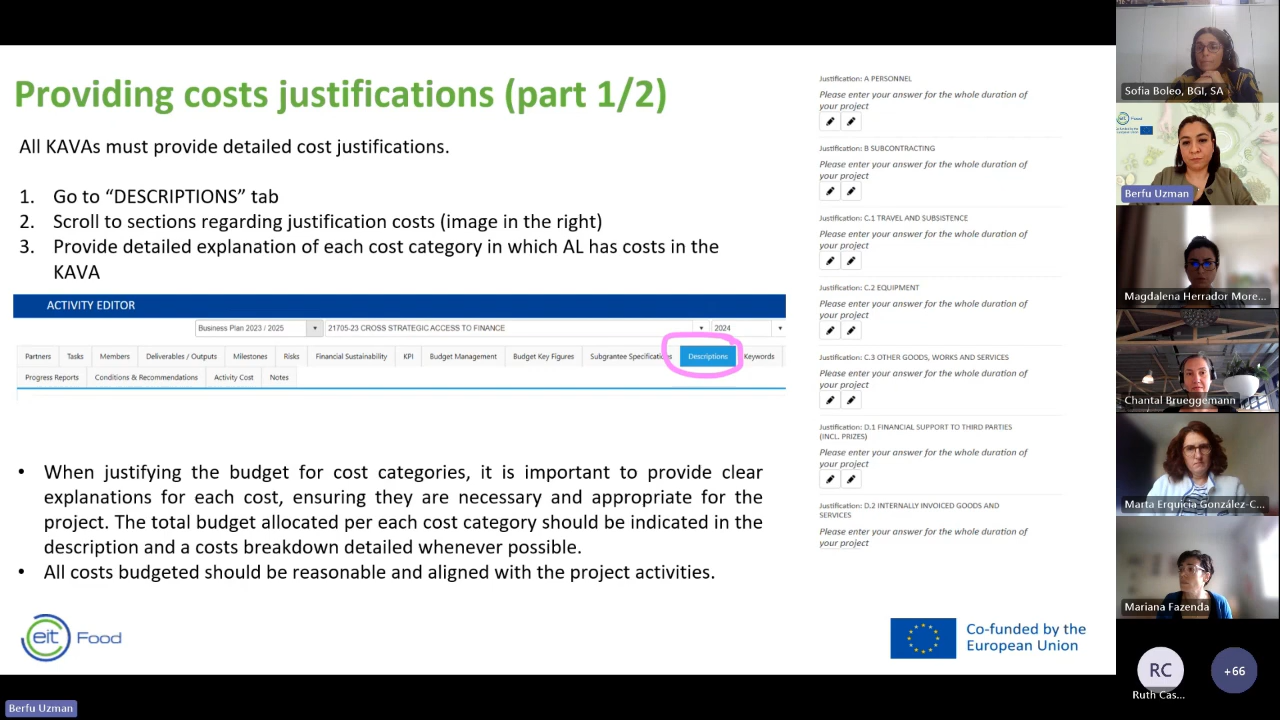 Providing costs justifications (part 1/2)
All KAVAs must provide detailed cost justifications.
1. Go to “DESCRIPTIONS” tab
2. Scroll to sections regarding justification costs (image in the right)
3. Provide detailed explanation of each cost category in which AL has costs in the
KAVA
ACTIVITY EDITOR
Business Plan 2023 / 2025
21705-23 CROSS STRATEGIC ACCESS TO FINANCE
2024
Partners Tasks Members Deliverables / Outputs Milestones Risks Financial Sustainability KPI Budget Management Budget Key Figures Subgrantee Descriptions Keywords
Progress Reports Conditions & Recommendations Activity Cost Notes
• When justifying the budget for cost categories, it is important to provide clear
explanations for each cost, ensuring they are necessary and appropriate for the
project. The total budget allocated per each cost category should be indicated in the
description and a costs breakdown detailed whenever possible.
• All costs budgeted should be reasonable and aligned with the project activities.
eit Food
Justification: A PERSONNEL
Please enter your answer for the whole duration of
your project
Justification: B SUBCONTRACTING
Please enter your answer for the whole duration of
your project
Justification: C.1 TRAVEL AND SUBSISTENCE
Please enter your answer for the whole duration of
your project
Justification: C.2 EQUIPMENT
Please enter your answer for the whole duration of
your project
Justification: C.3 OTHER GOODS, WORKS AND SERVICES
Please enter your answer for the whole duration of
your project
Justification: D.1 FINANCIAL SUPPORT TO THIRD PARTIES
(INCL. PRIZES)
Please enter your answer for the whole duration of
your project
Justification: D.2 INTERNALLY INVOICED GOODS AND
SERVICES
Please enter your answer for the whole duration of
your project
Co-funded by the
European Union
Sofia Boleo, BGI, SA
eit Food
Berfu Uzman
Magdalena Herrador More...
Chantal Brueggemann
Marta Erquicia González-C...
Mariana Fazenda
RC
Ruth Cas...
+66
Berfu Uzman